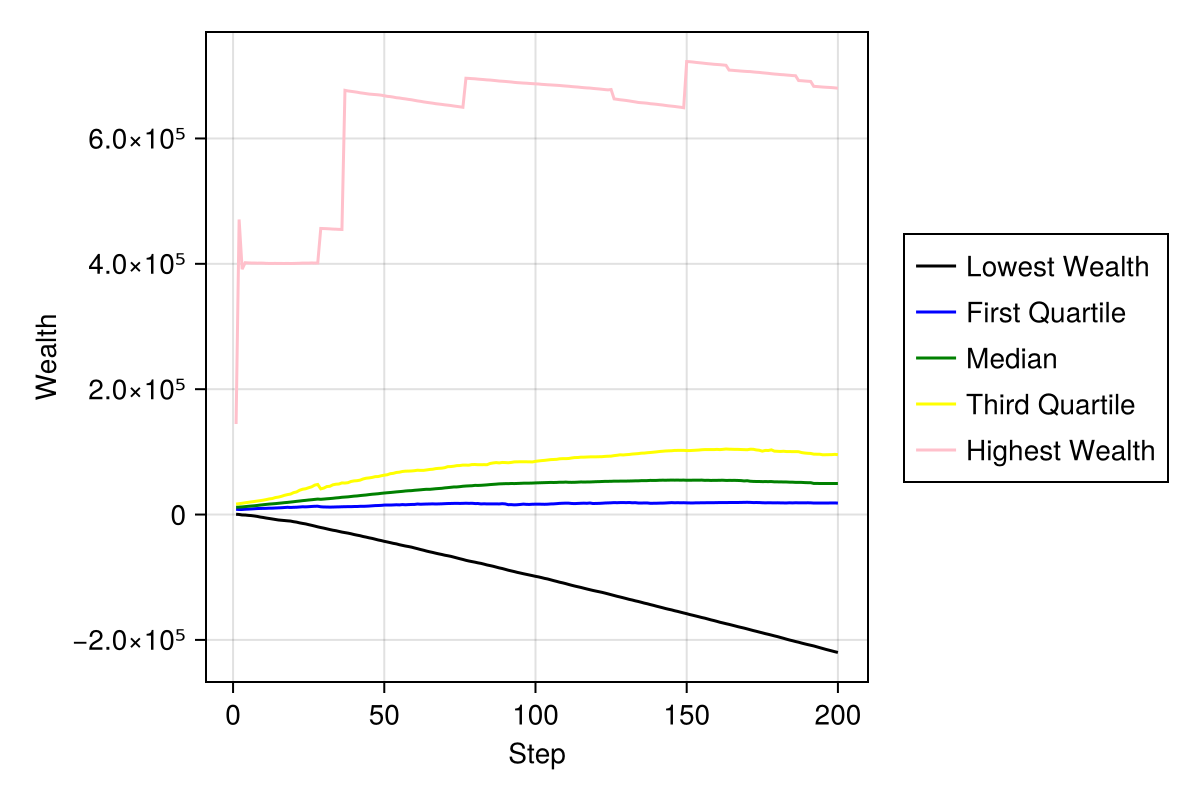 6.0×10⁵
4.0×10⁵
2.0×10⁵
0
−2.0×10⁵
Wealth
0 50 100 150 200
Step
Lowest Wealth
First Quartile
Median
Third Quartile
Highest Wealth